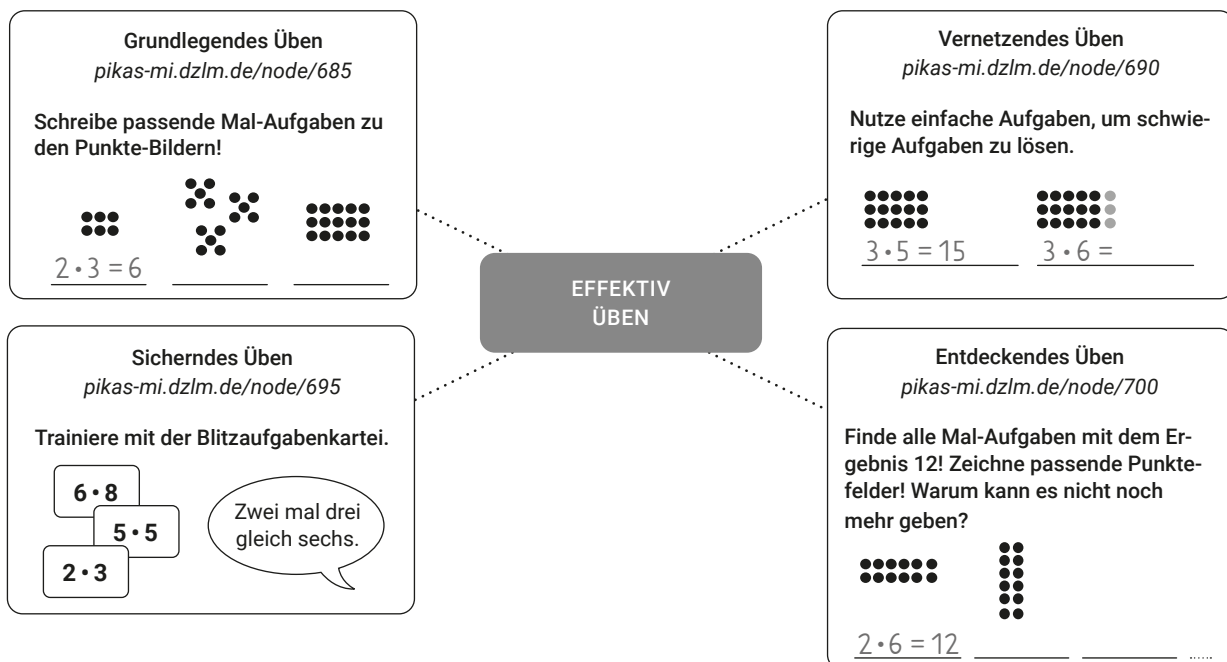 Grundlegendes Üben
pikas-mi.dzlm.de/node/685
Schreibe passende Mal-Aufgaben zu
den Punkte-Bildern!
2 • 3 = 6
Vernetzendes Üben
pikas-mi.dzlm.de/node/690
Nutze einfache Aufgaben, um schwie-
rige Aufgaben zu lösen.
3 • 5 = 15
3 • 6 =
EFFEKTIV
ÜBEN
Sicherndes Üben
pikas-mi.dzlm.de/node/695
Trainiere mit der Blitzaufgabenkartei.
6 • 8
5 • 5
2 • 3
Zwei mal drei
gleich sechs.
Entdeckendes Üben
pikas-mi.dzlm.de/node/700
Finde alle Mal-Aufgaben mit dem Er-
gebnis 12! Zeichne passende Punkte-
felder! Warum kann es nicht noch
mehr geben?
2 • 6 = 12